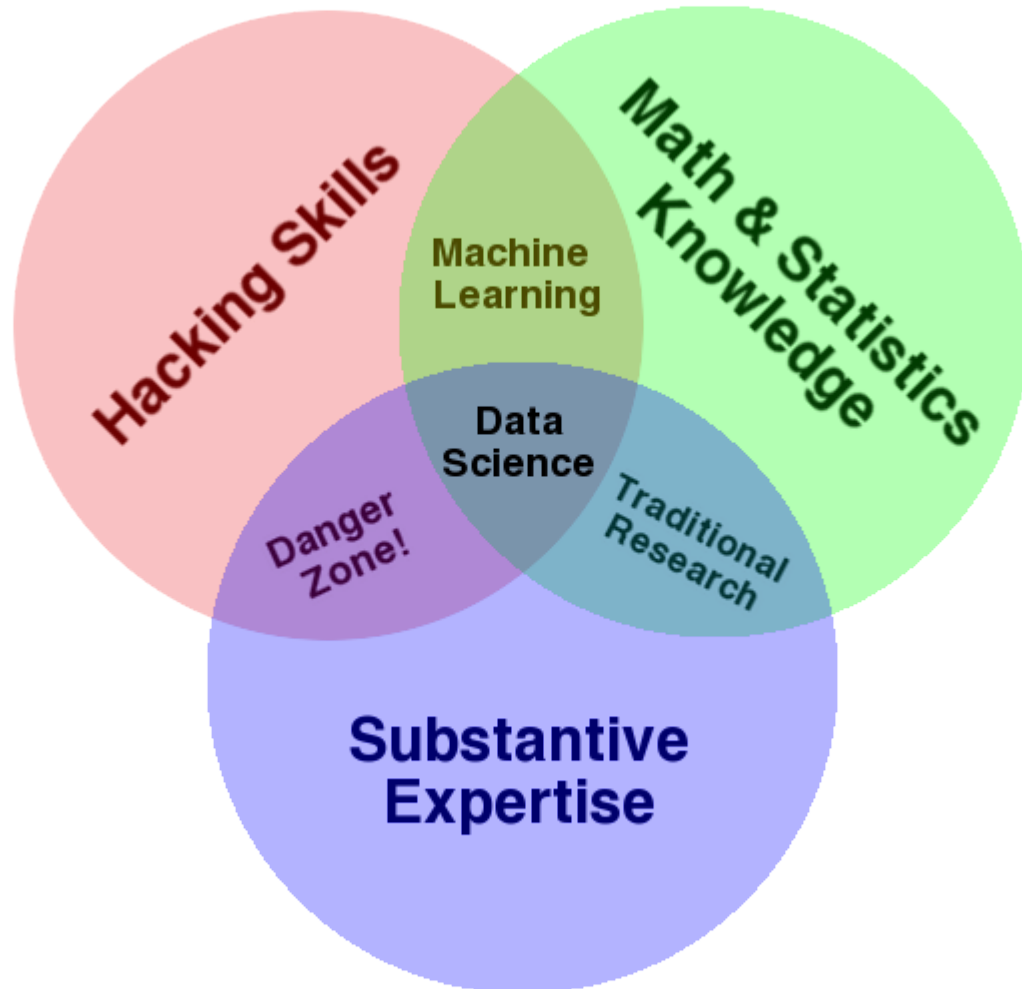 Hacking Skills
Math & Statistics
Knowledge
Machine
Learning
Data
Science
Danger
Zone!
Traditional
Research
Substantive
Expertise